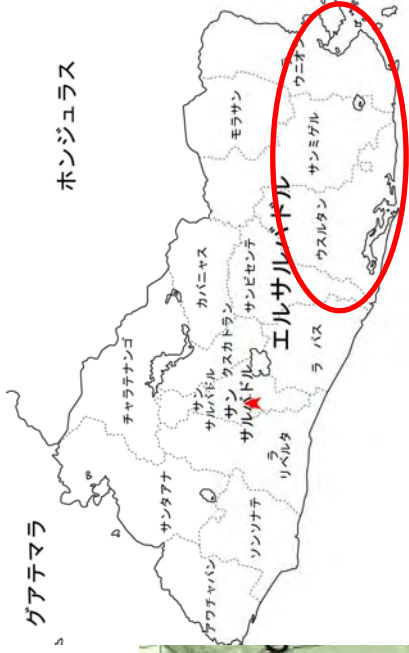 グアテマラ
ホンジュラス
チャラテナンゴ
サンタアナ
アワチャパン
ソンソナテ
カバニャス
サン
サルバドル
クスカトラン
サン
サルバドル
サンビセンテ
モラサン
エルサルバドル
ラ
リベルタ
ラ パス
ウスルタン
サンミゲル
ウニオン